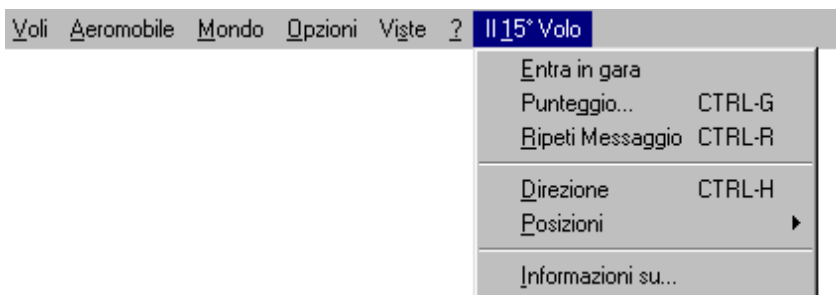 Voli Aeromobile Mondo Opzioni Viste ? Il 15° Volo
Entra in gara
Punteggio... CTRL-G
Ripeti Messaggio CTRL-R
Direzione CTRL-H
Posizioni
Informazioni su...